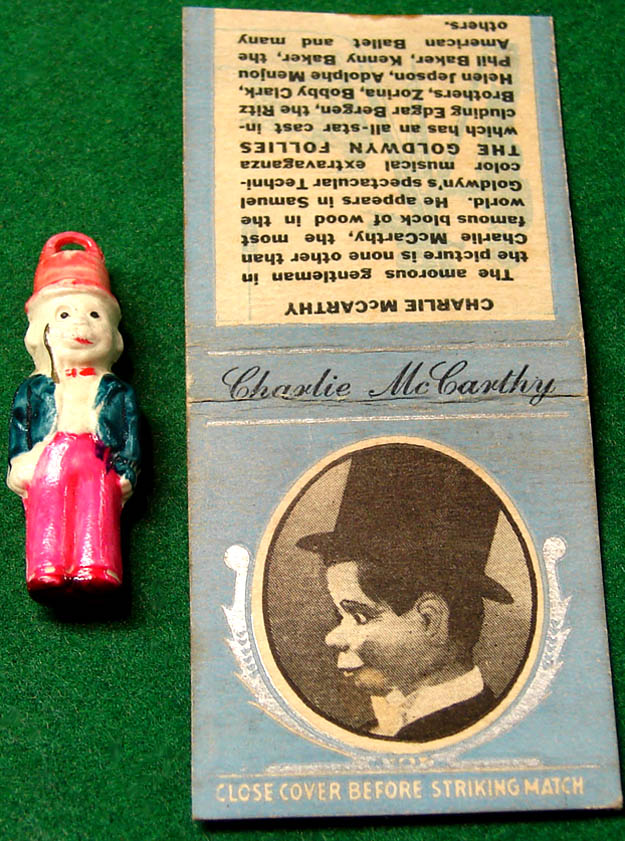 CHARLIE McCARTHY
The amorous gentleman in
the picture is none other than
Charlie McCarthy, the most
famous block of wood in the
world. He appears in Samuel
Goldwyn's spectacular Techni-
color musical extravaganza
THE GOLDWYN FOLLIES
which has an all-star cast in-
cluding Edgar Bergen, the Ritz
Brothers, Zorina, Bobby Clark,
Helen Jepson, Adolphe Menjou
Phil Baker, Kenny Baker, the
American Ballet and many
others.
Charlie McCarthy
CLOSE COVER BEFORE STRIKING MATCH